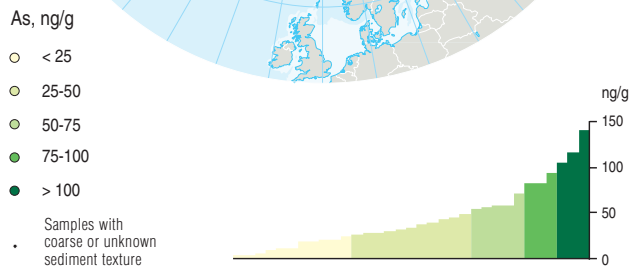 As, ng/g
< 25
25-50
50-75
75-100
> 100
Samples with
coarse or unknown
sediment texture
ng/g
150
100
50
0